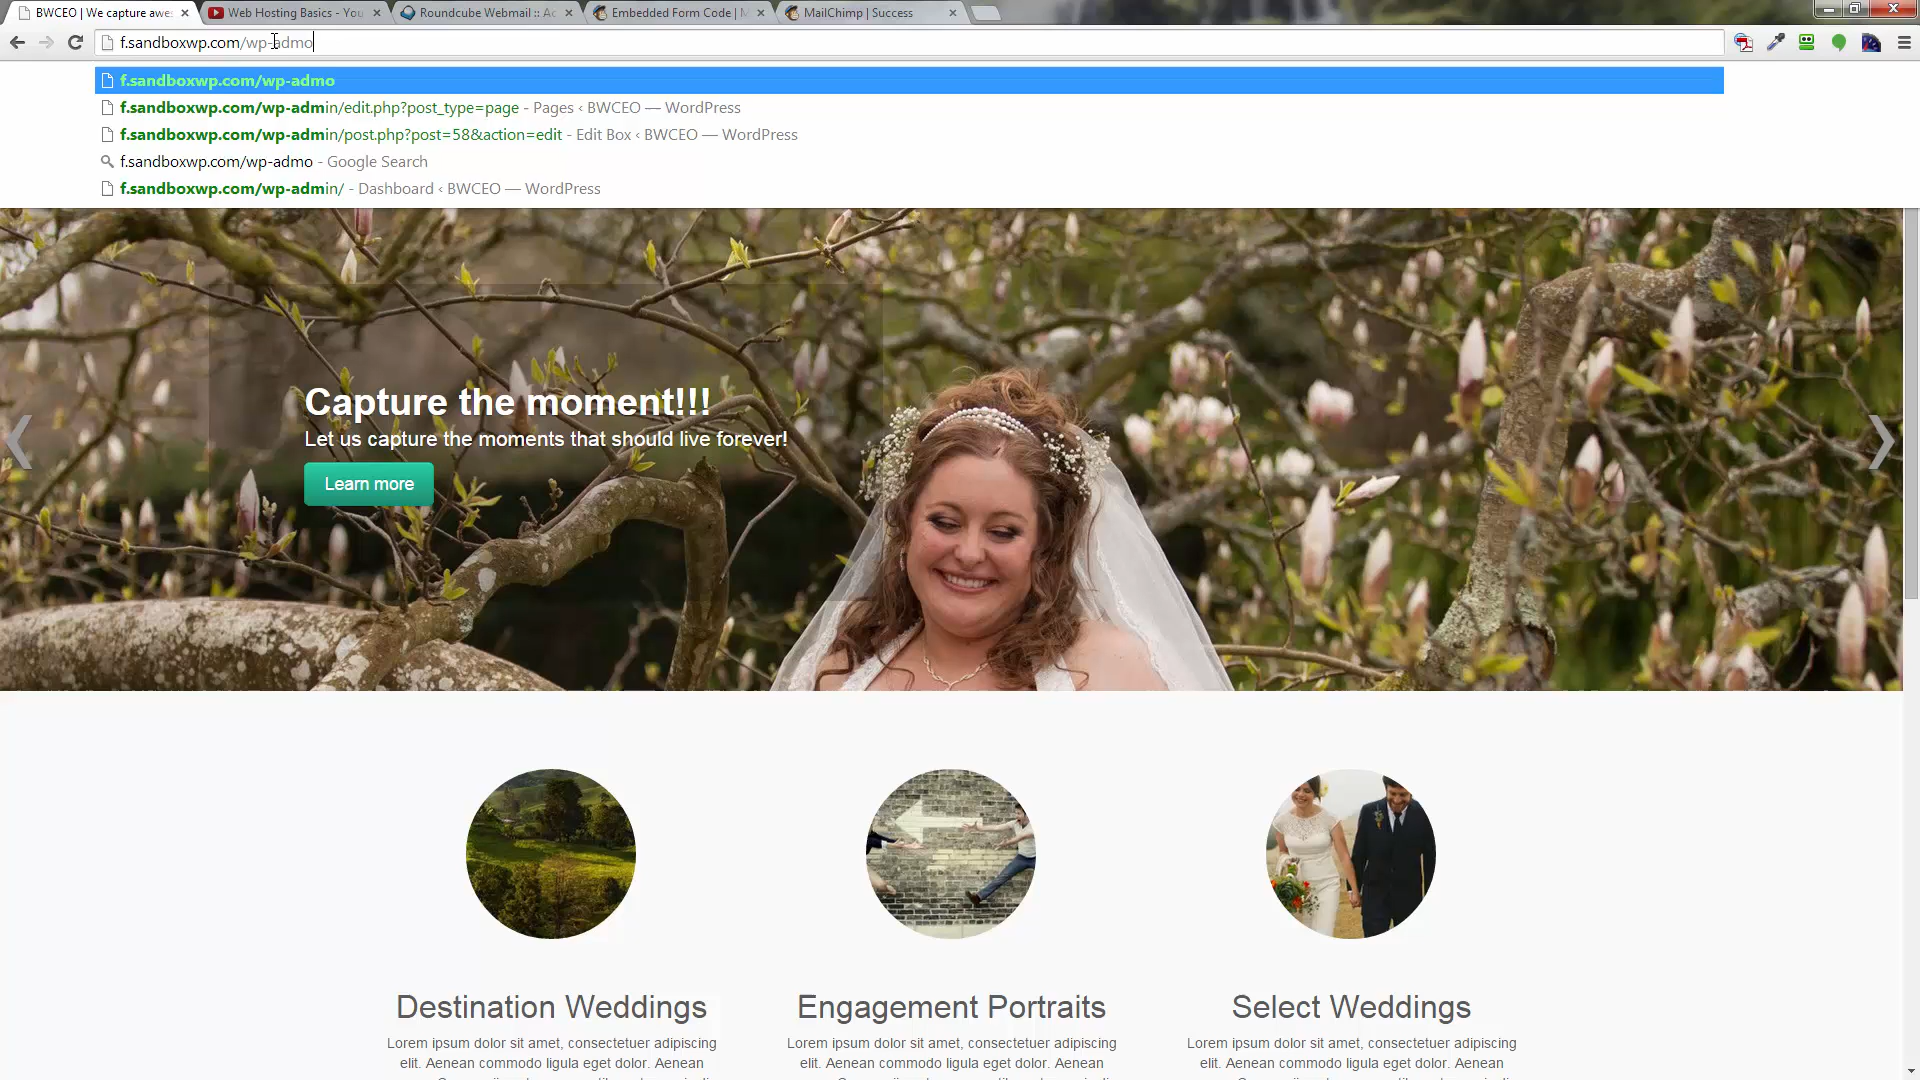 BWCEO | We capture awe
Web Hosting Basics - You
Roundcube Webmail :: Ac
Embedded Form Code | M
MailChimp | Success
f.sandboxwp.com/wp-admo
f.sandboxwp.com/wp-admo
f.sandboxwp.com/wp-admin/edit.php?post_type=page - Pages ‹ BWCEO — WordPress
f.sandboxwp.com/wp-admin/post.php?post=58&action=edit - Edit Box ‹ BWCEO — WordPress
f.sandboxwp.com/wp-admo - Google Search
f.sandboxwp.com/wp-admin/ - Dashboard ‹ BWCEO — WordPress
Capture the moment!!!
Let us capture the moments that should live forever!
Learn more
Destination Weddings
Lorem ipsum dolor sit amet, consectetuer adipiscing
elit. Aenean commodo ligula eget dolor. Aenean
Engagement Portraits
Lorem ipsum dolor sit amet, consectetuer adipiscing
elit. Aenean commodo ligula eget dolor. Aenean
Select Weddings
Lorem ipsum dolor sit amet, consectetuer adipiscing
elit. Aenean commodo ligula eget dolor. Aenean